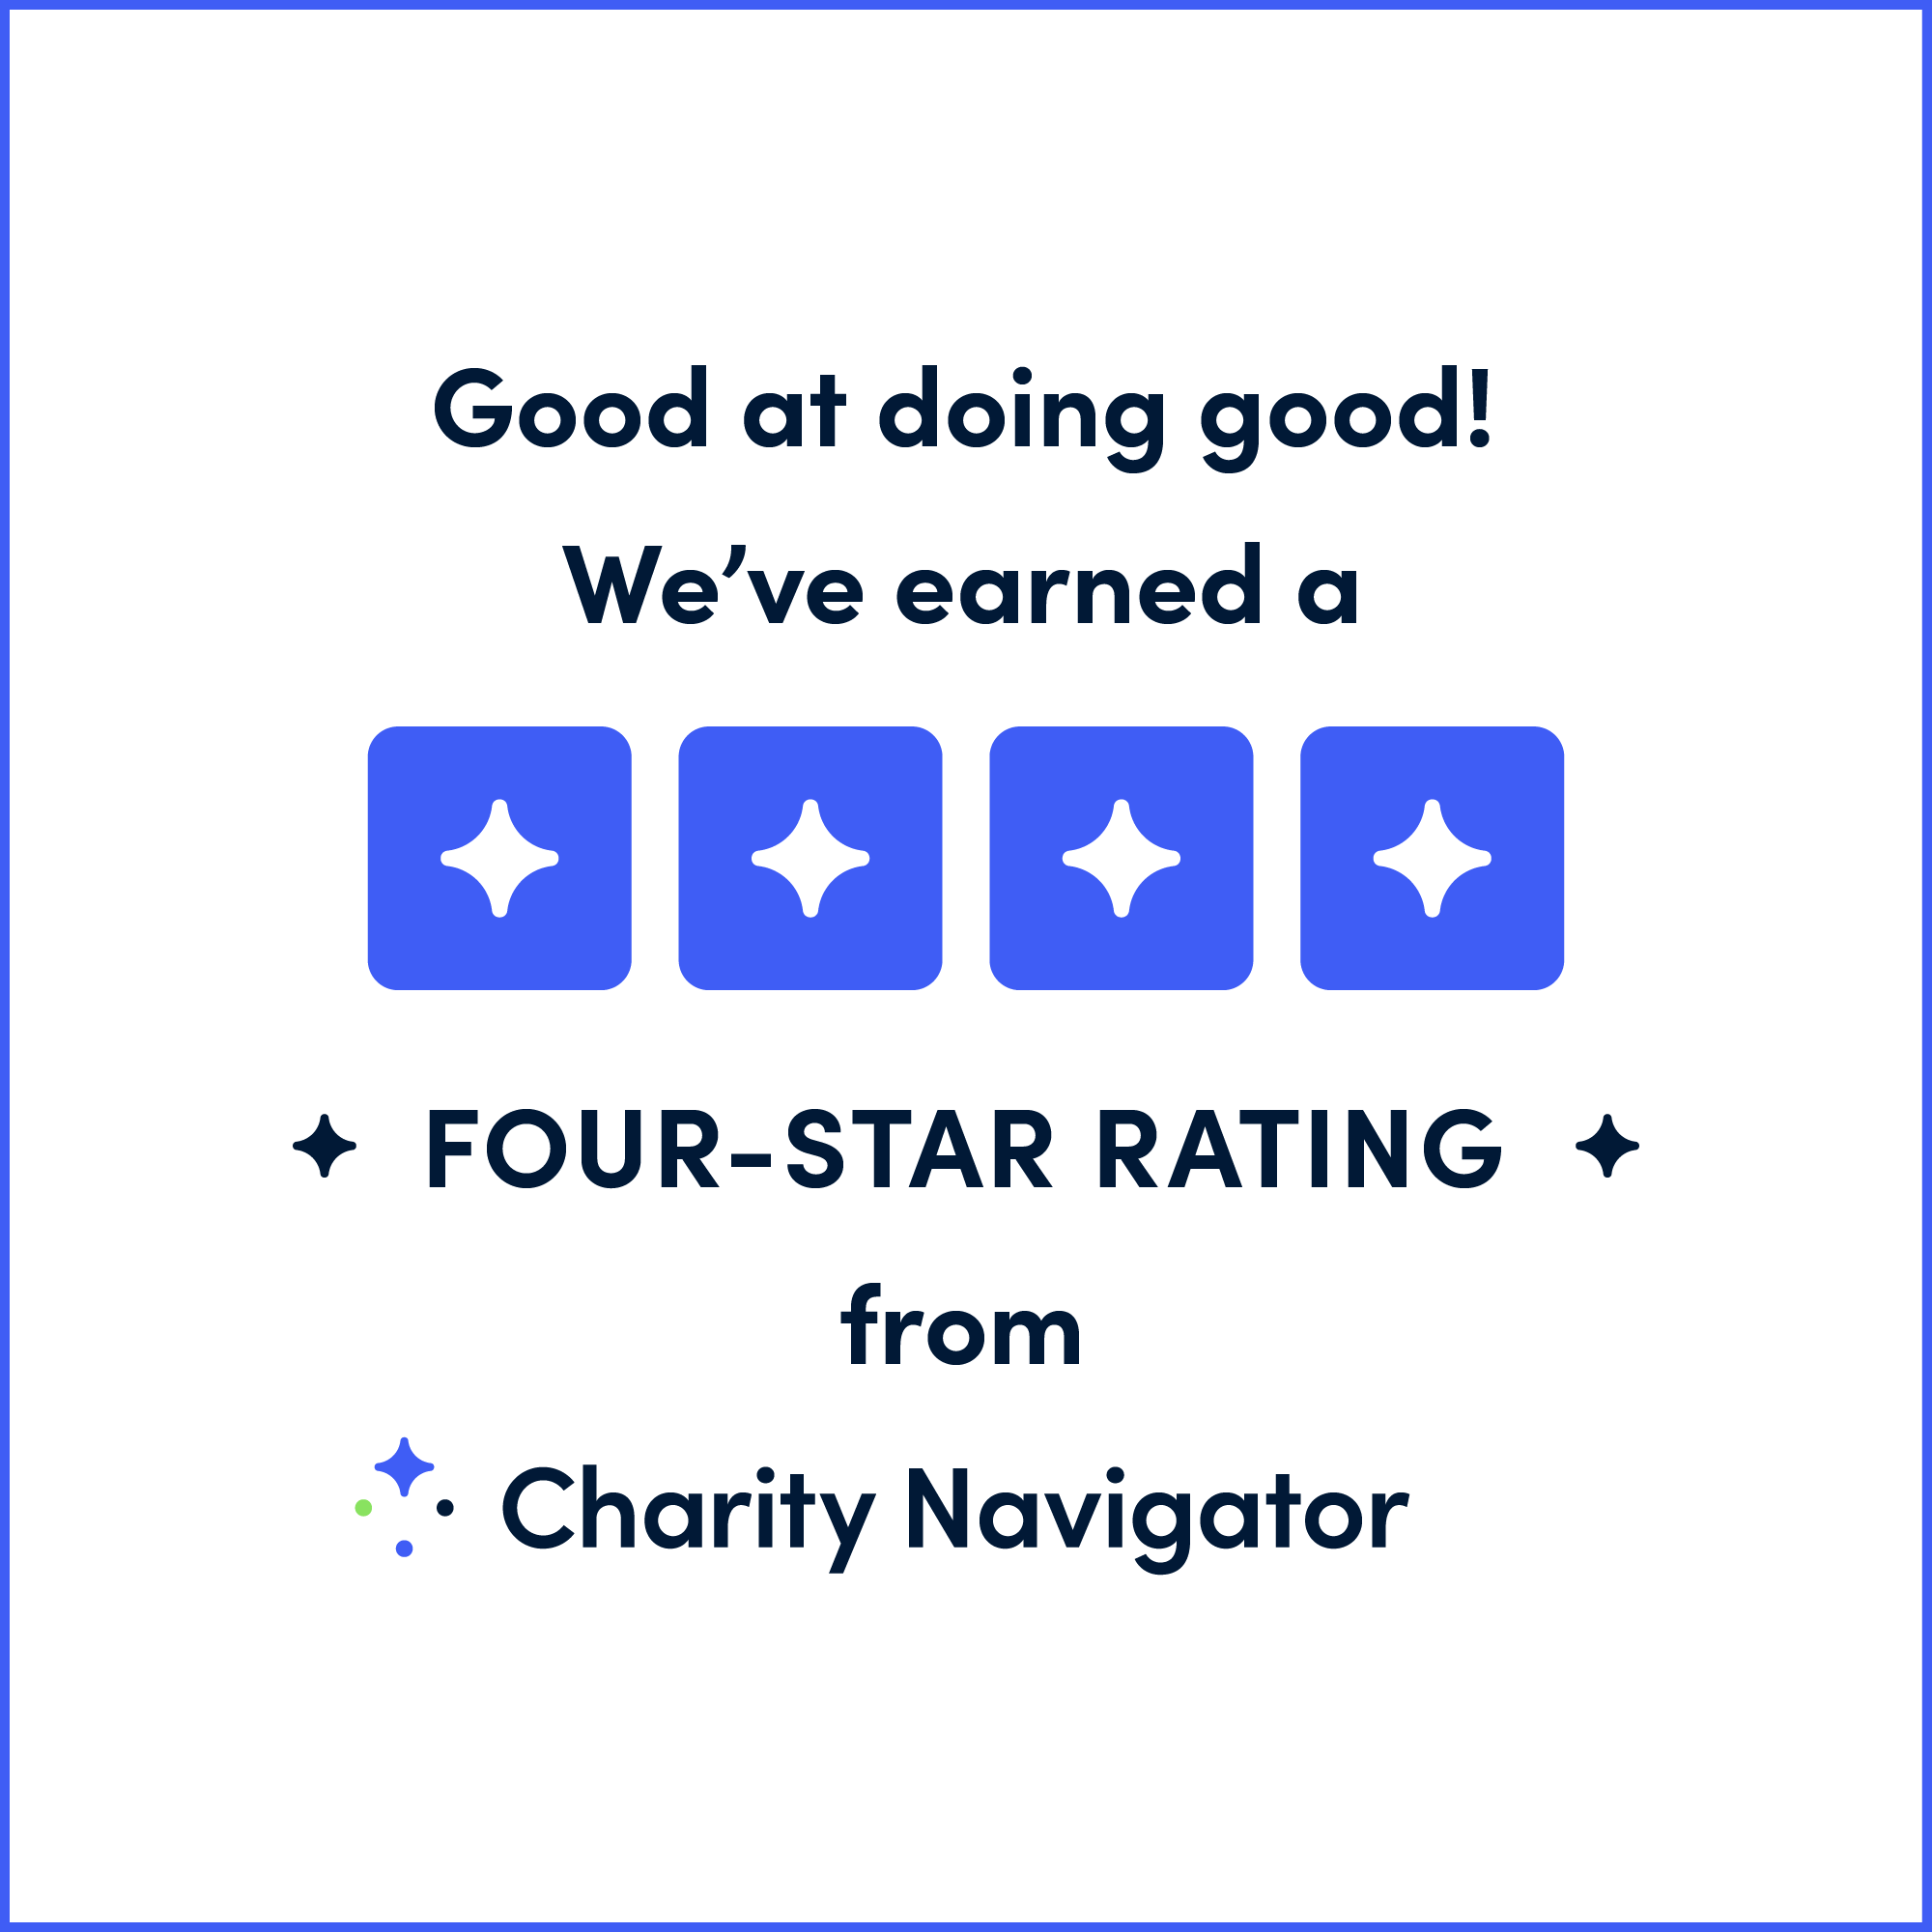 Good at doing good!
We’ve earned a
FOUR-STAR RATING
from
Charity Navigator